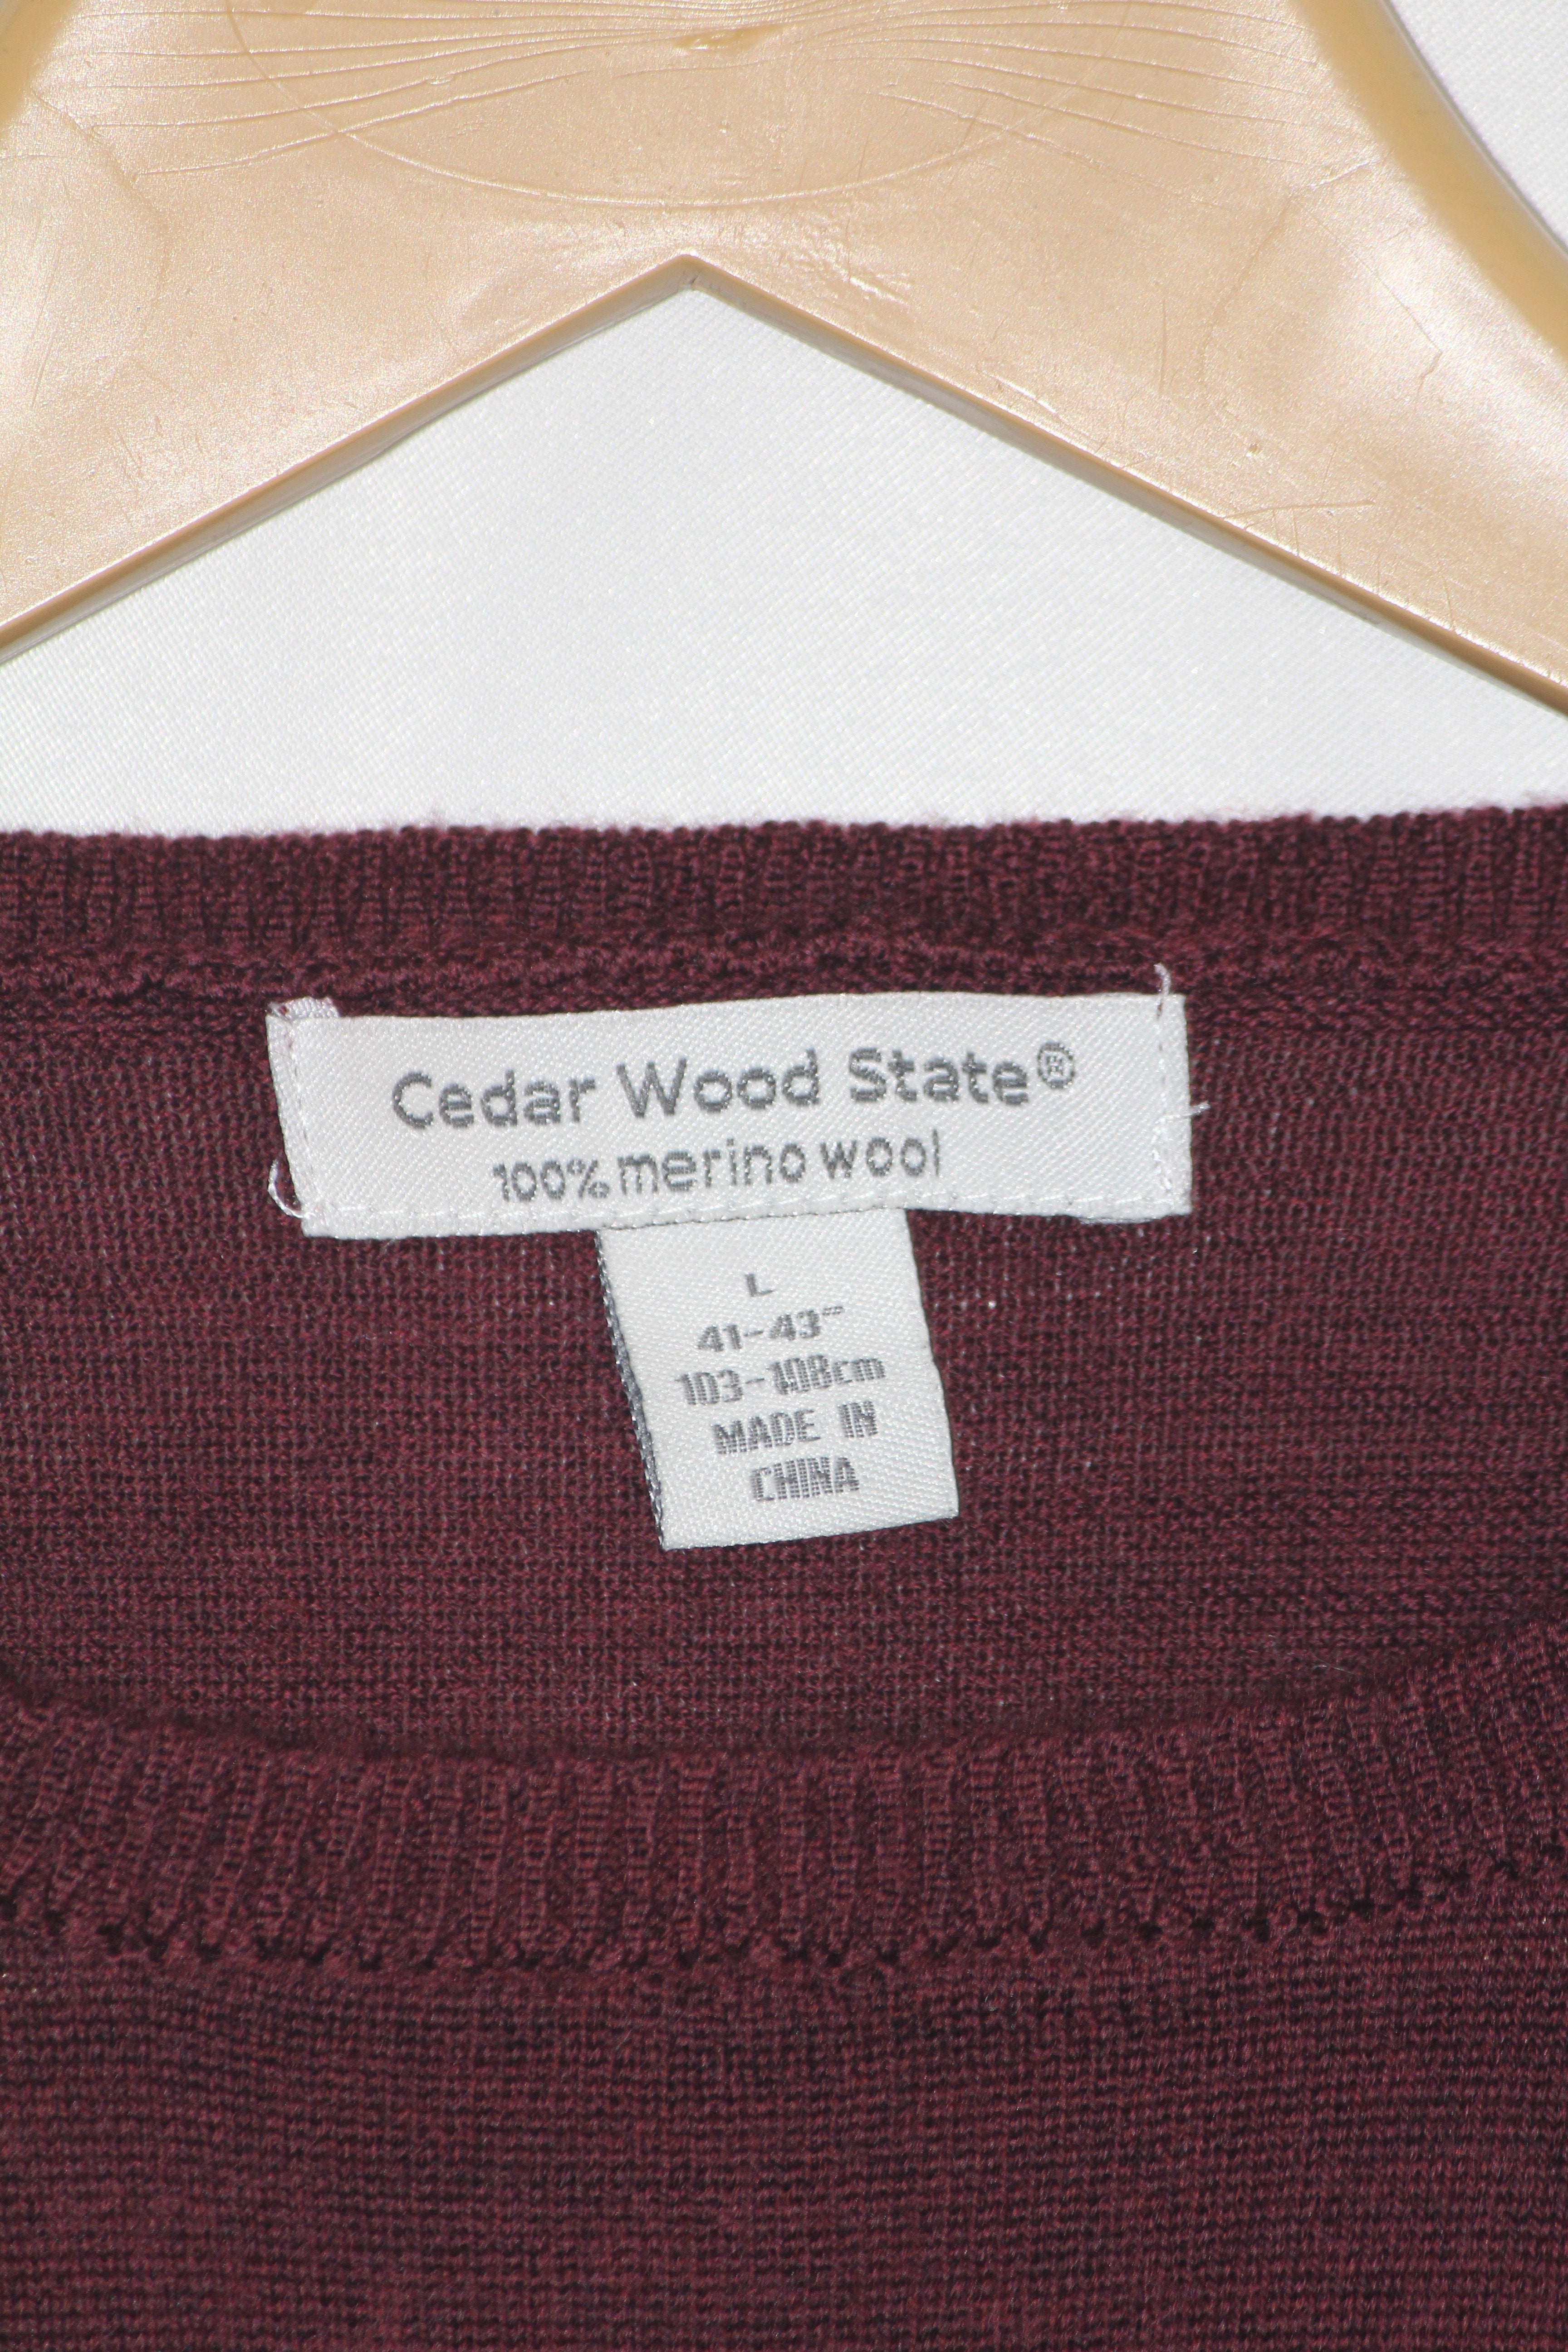 Cedar Wood State®
100% merino wool
L
41-43"
103-108cm
MADE IN
CHINA